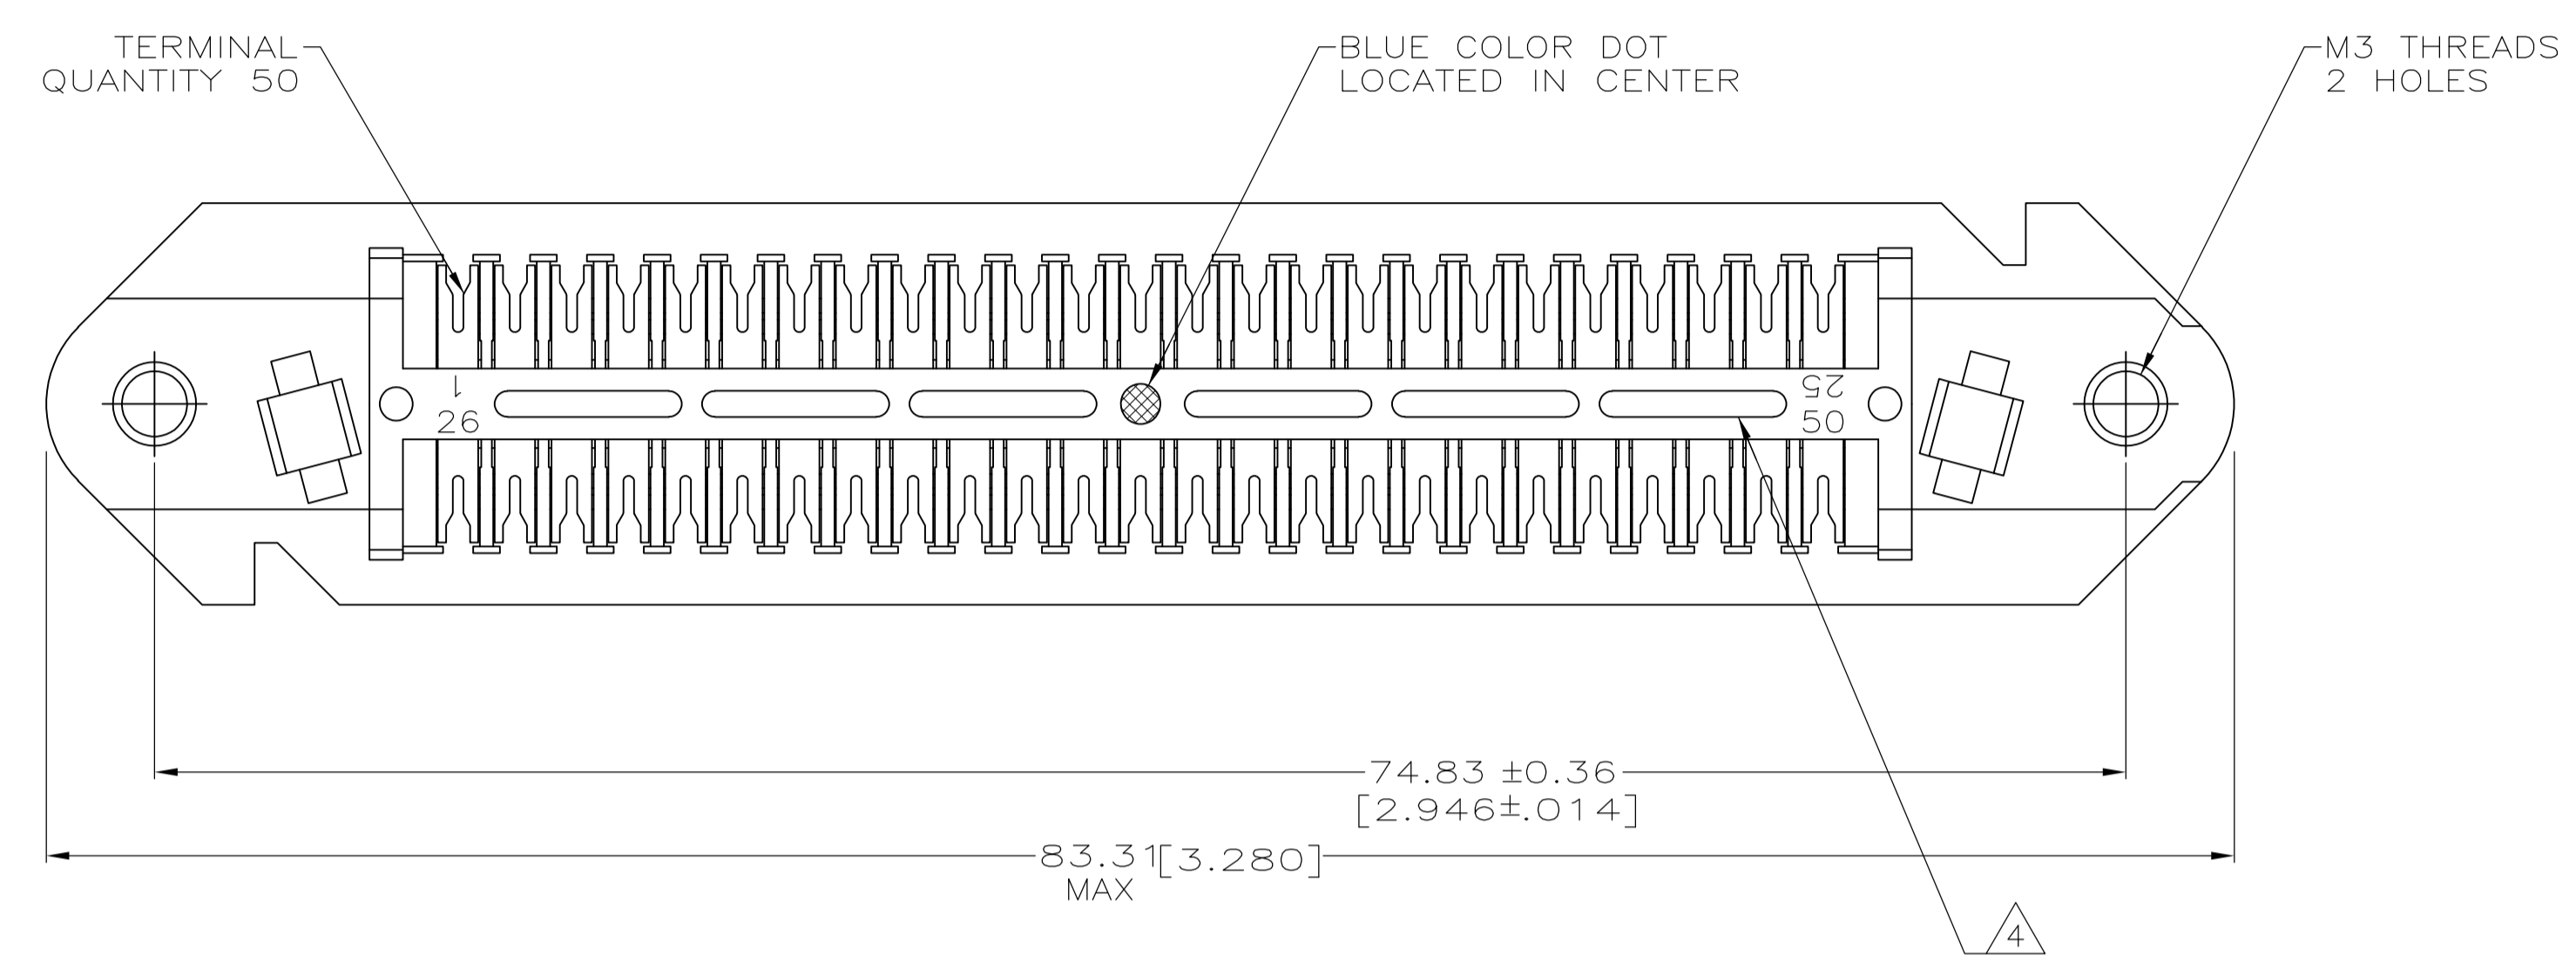 TERMINAL
QUANTITY 50
BLUE COLOR DOT
LOCATED IN CENTER
M3 THREADS
2 HOLES
1
26
25
50
74.83 ±0.36
[2.946±.014]
83.31[3.280]
MAX
4